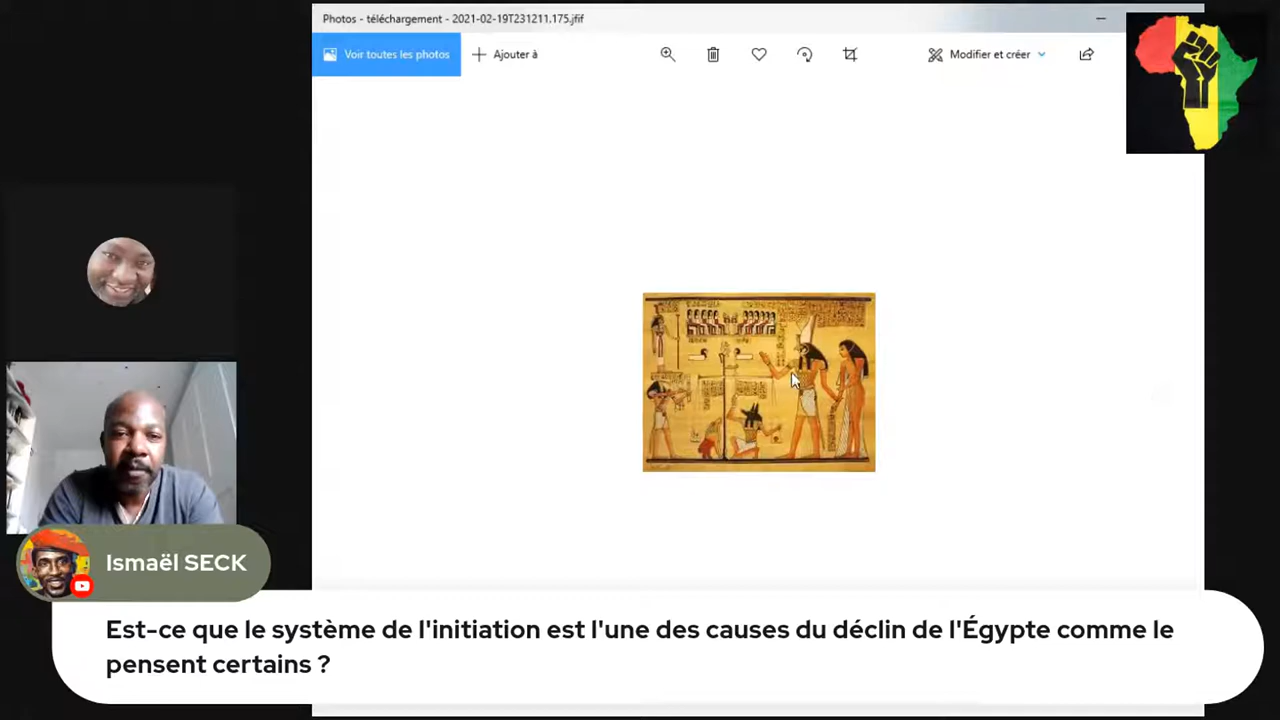 Photos - téléchargement - 2021-02-19T231211.175.jfif
Voir toutes les photos
Ajouter à
Modifier et créer
Ismaël SECK
Est-ce que le système de l'initiation est l'une des causes du déclin de l'Égypte comme le
pensent certains ?